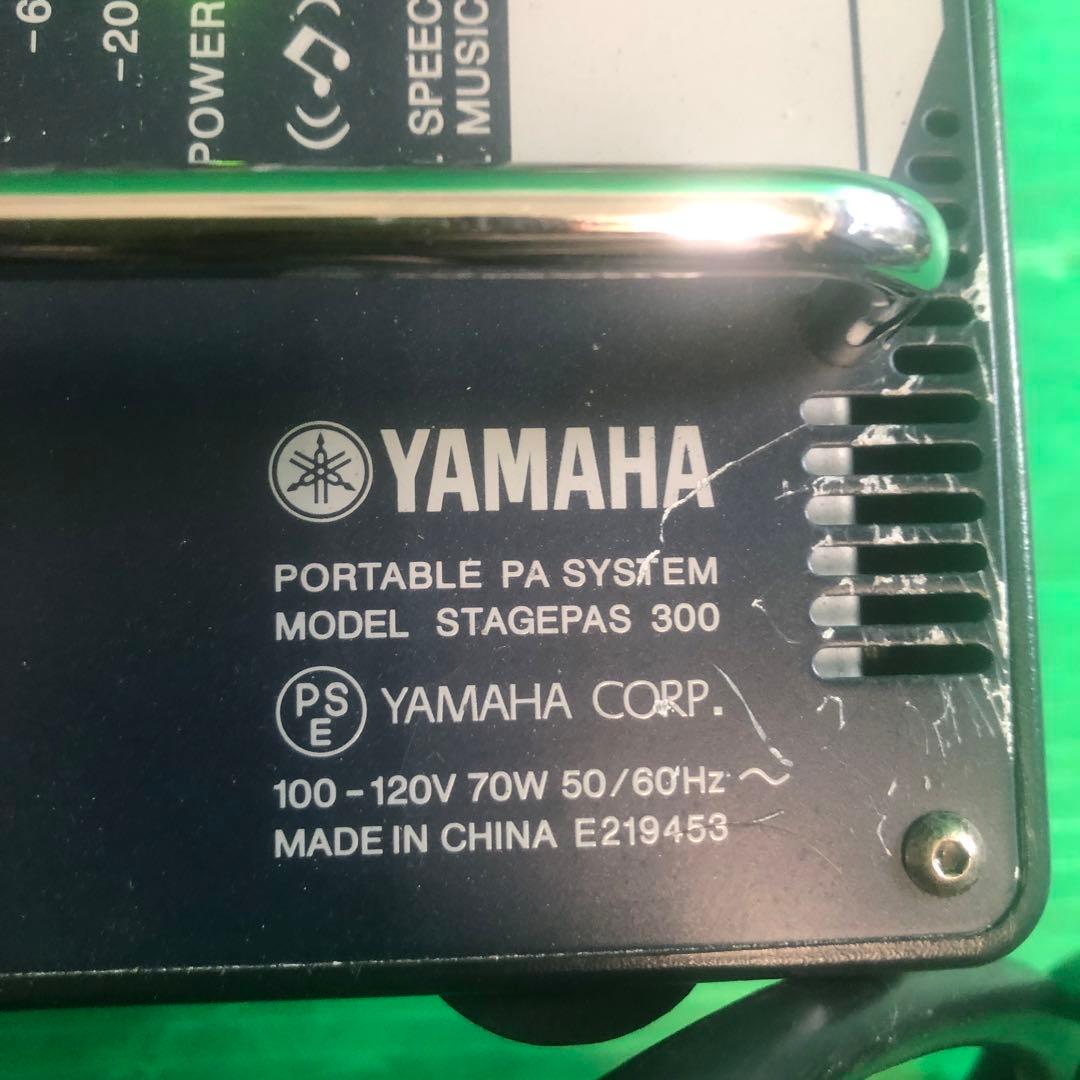 -6
-20
POWER
SPEEC
MUSIC
YAMAHA
PORTABLE PA SYSTEM
MODEL STAGEPAS 300
PSE YAMAHA CORP.
100-120V 70W 50/60Hz ~
MADE IN CHINA E219453